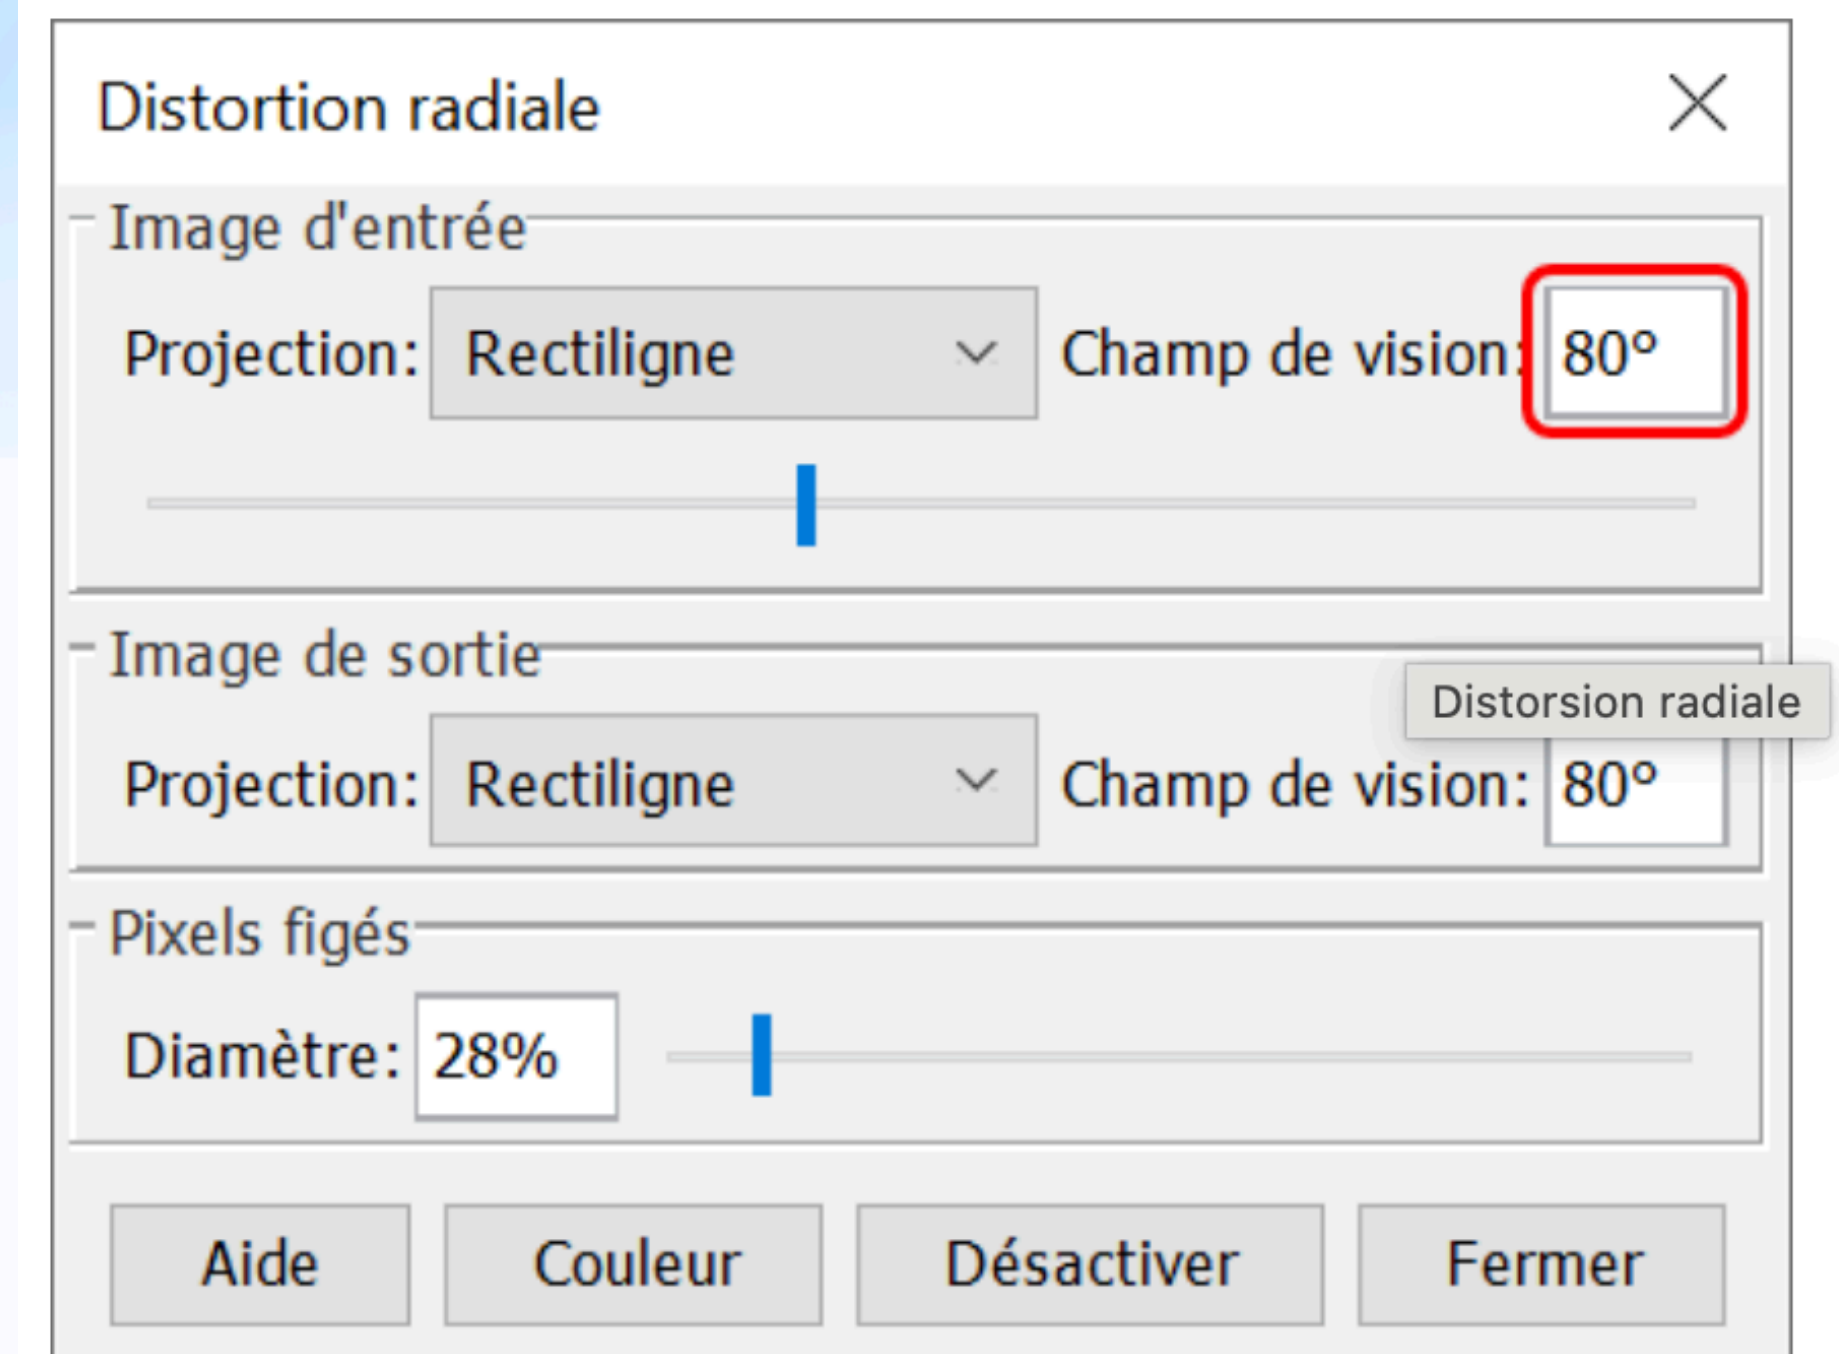 Distortion radiale
Image d'entrée
Projection: Rectiligne Champ de vision: 80°
Image de sortie
Distorsion radiale
Projection: Rectiligne Champ de vision: 80°
Pixels figés
Diamètre: 28%
Aide Couleur Désactiver Fermer